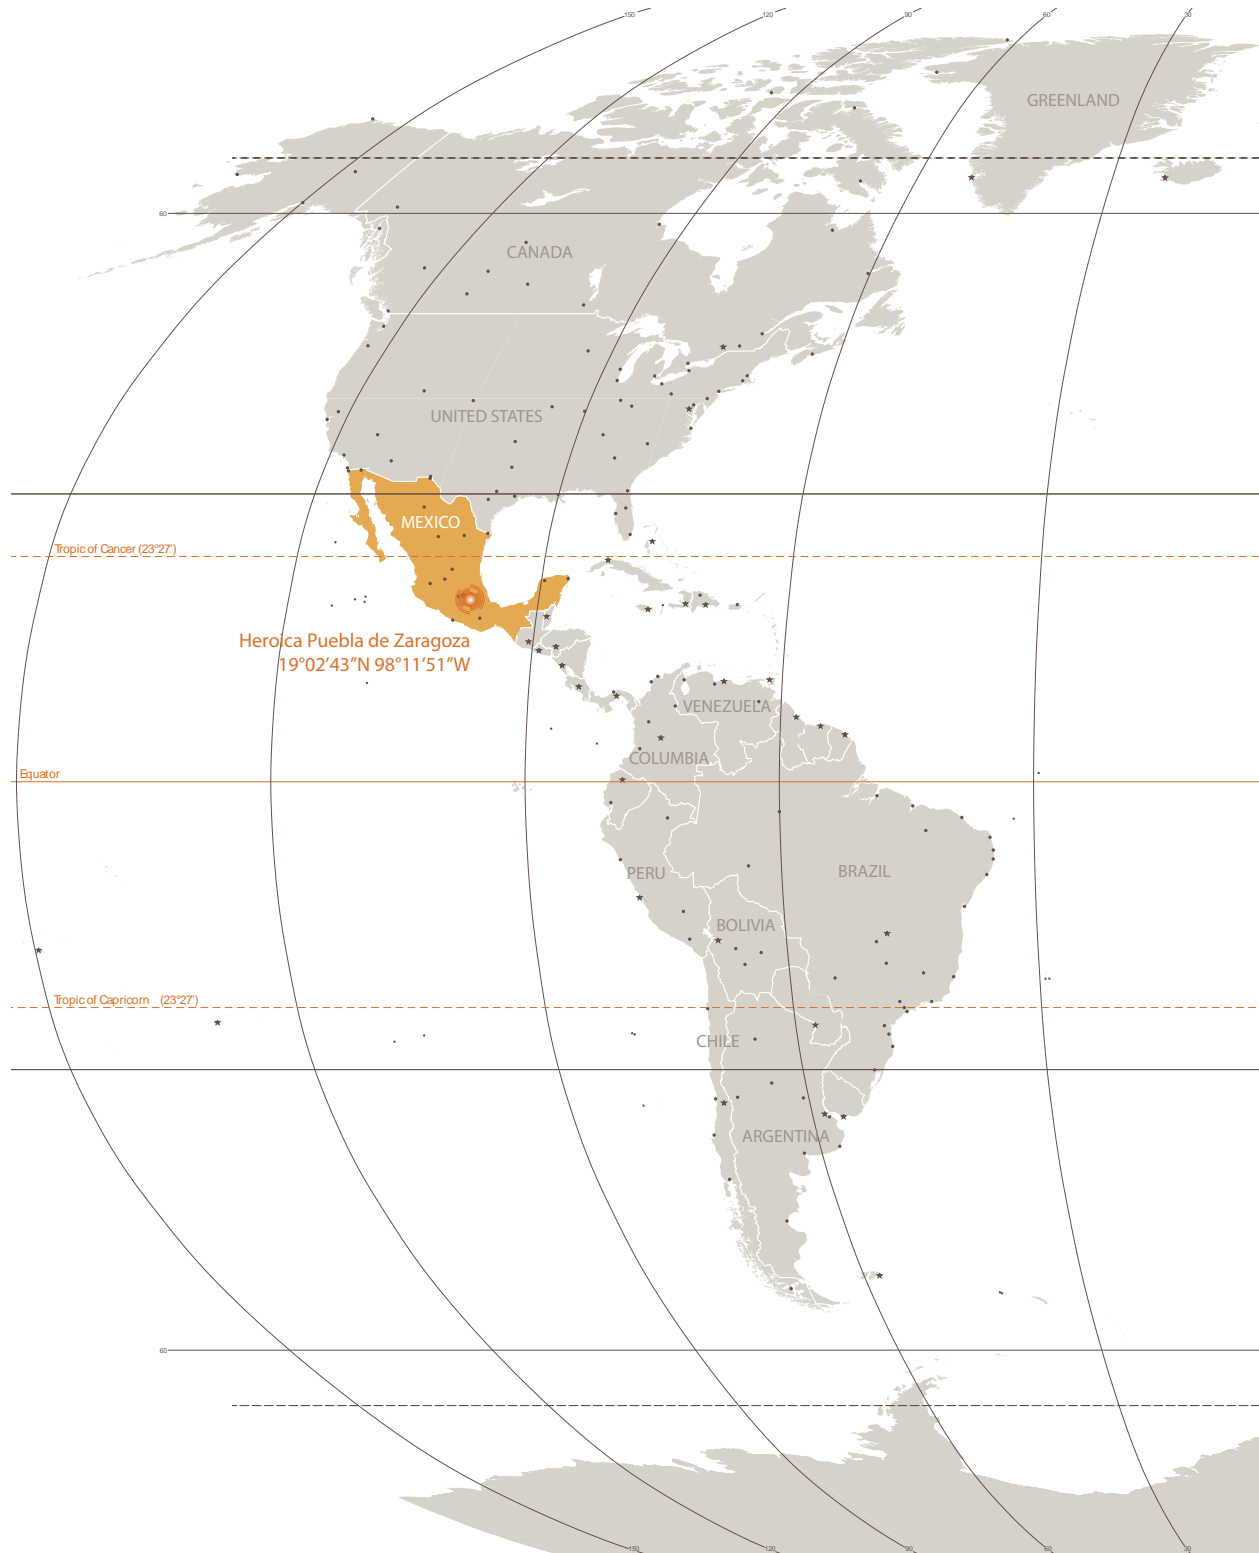 150 120 90 60 30
GREENLAND
60
CANADA
UNITED STATES
MEXICO
Tropic of Cancer (23°27')
Heroica Puebla de Zaragoza
19°02'43"N 98°11'51"W
VENEZUELA
COLUMBIA
Equator
PERU
BRAZIL
BOLIVIA
Tropic of Capricorn (23°27')
CHILE
ARGENTINA
60
150 120 90 60 30